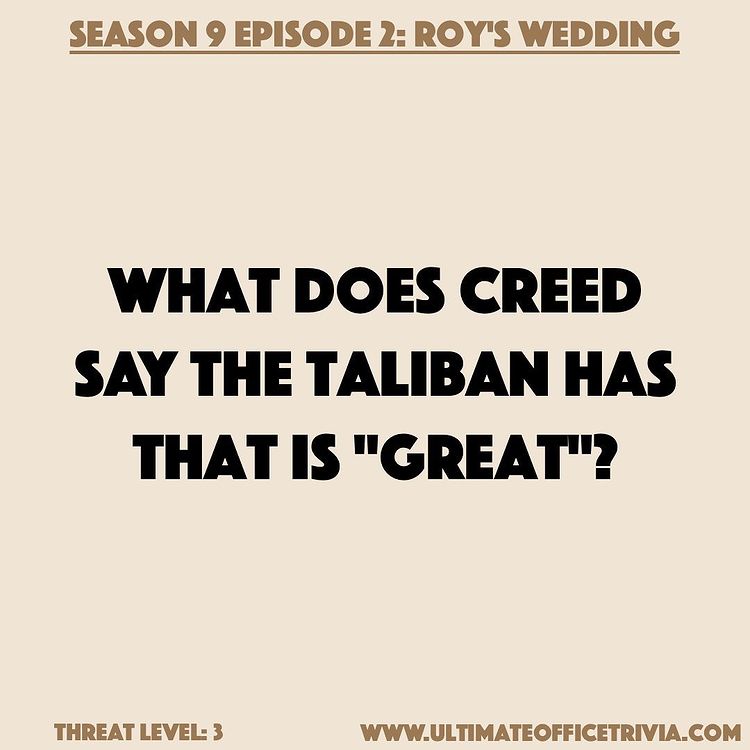 SEASON 9 EPISODE 2: ROY'S WEDDING
WHAT DOES CREED
SAY THE TALIBAN HAS
THAT IS "GREAT"?
THREAT LEVEL: 3
WWW.ULTIMATEOFFICETRIVIA.COM